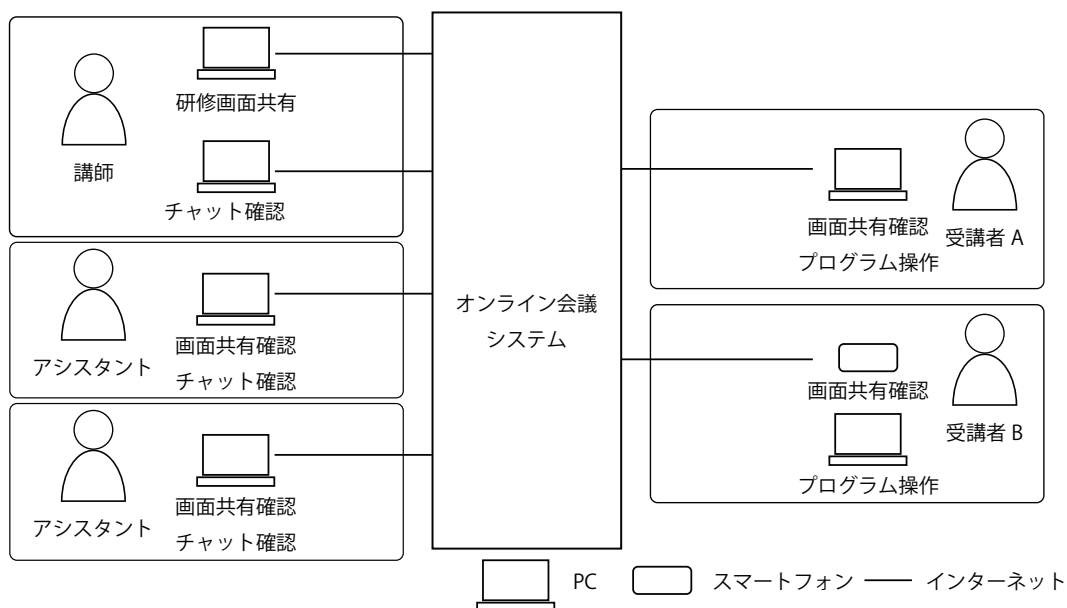 研修画面共有
講師
チャット確認
アシスタント
画面共有確認
チャット確認
アシスタント
画面共有確認
チャット確認
オンライン会議
システム
画面共有確認
プログラム操作
受講者 A
画面共有確認
受講者 B
プログラム操作
PC
スマートフォン
インターネット